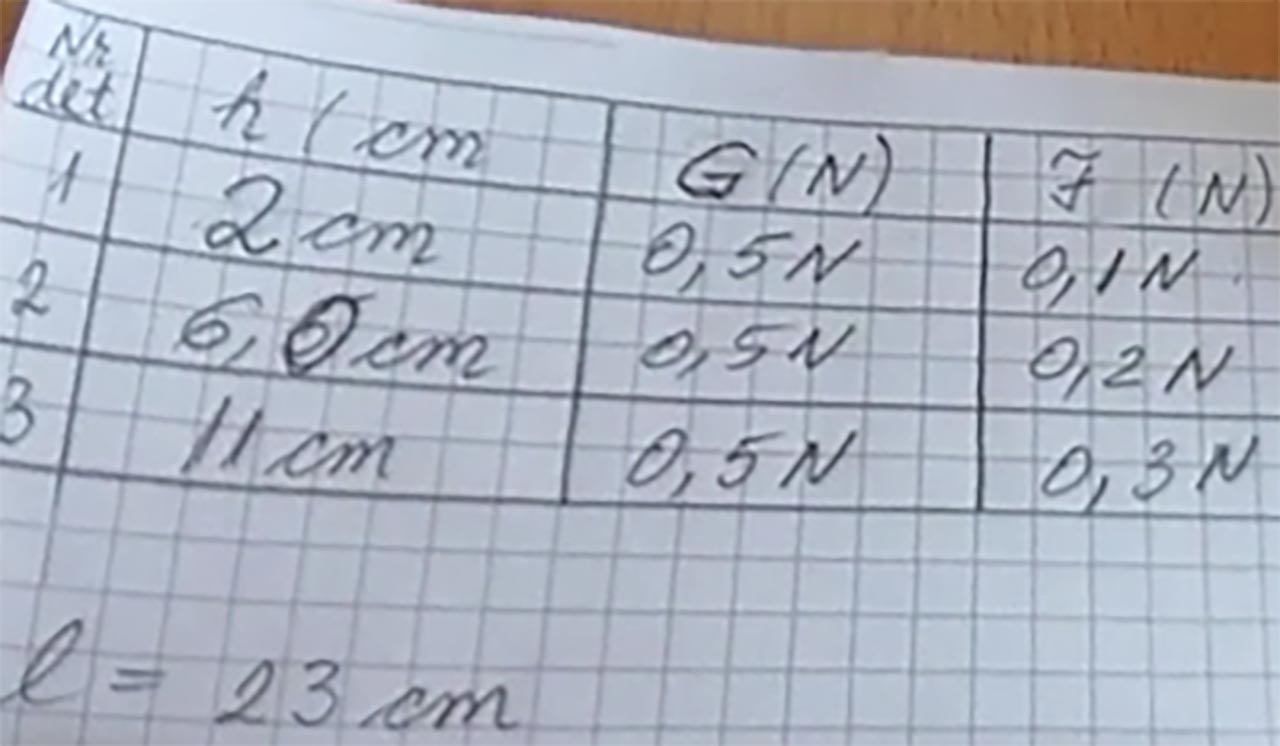 Nr det h (cm G (N) F (N)
1 2 cm 0,5 N 0,1 N
2 6,0 cm 0,5 N 0,2 N
3 11 cm 0,5 N 0,3 N
l = 23 cm